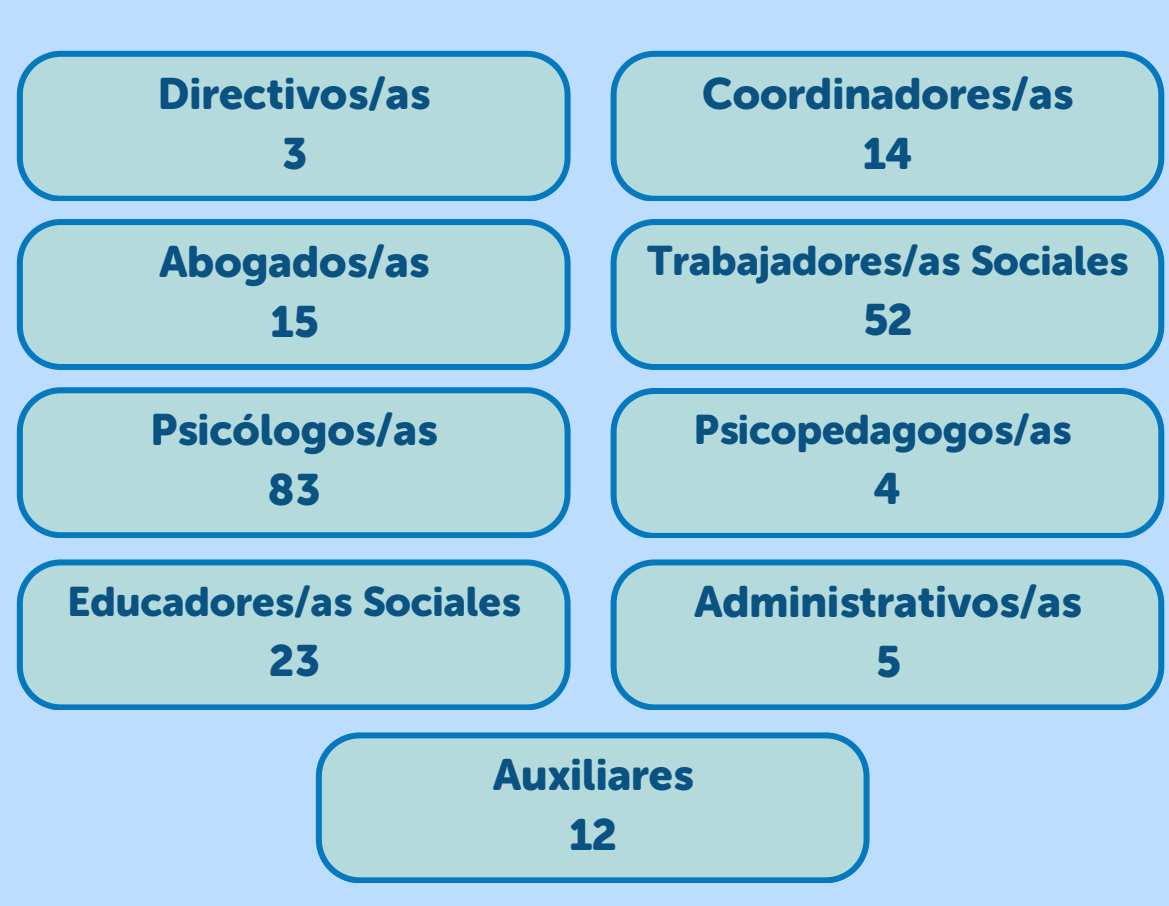 Directivos/as
3
Coordinadores/as
14
Abogados/as
15
Trabajadores/as Sociales
52
Psicólogos/as
83
Psicopedagogos/as
4
Educadores/as Sociales
23
Administrativos/as
5
Auxiliares
12